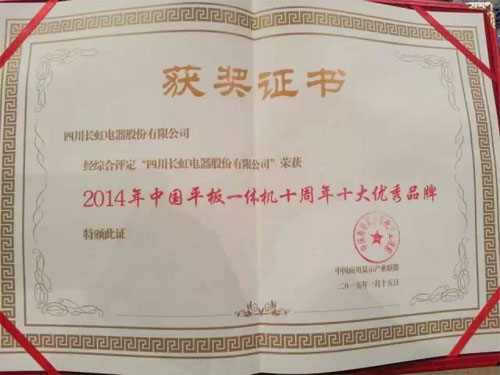 获奖证书
四川长虹电器股份有限公司
经综合评定“四川长虹电器股份有限公司”荣获
2014年中国平板一体机十周年十大优秀品牌
特颁此证
中国商用显示产业联盟
二〇一五年一月十五日